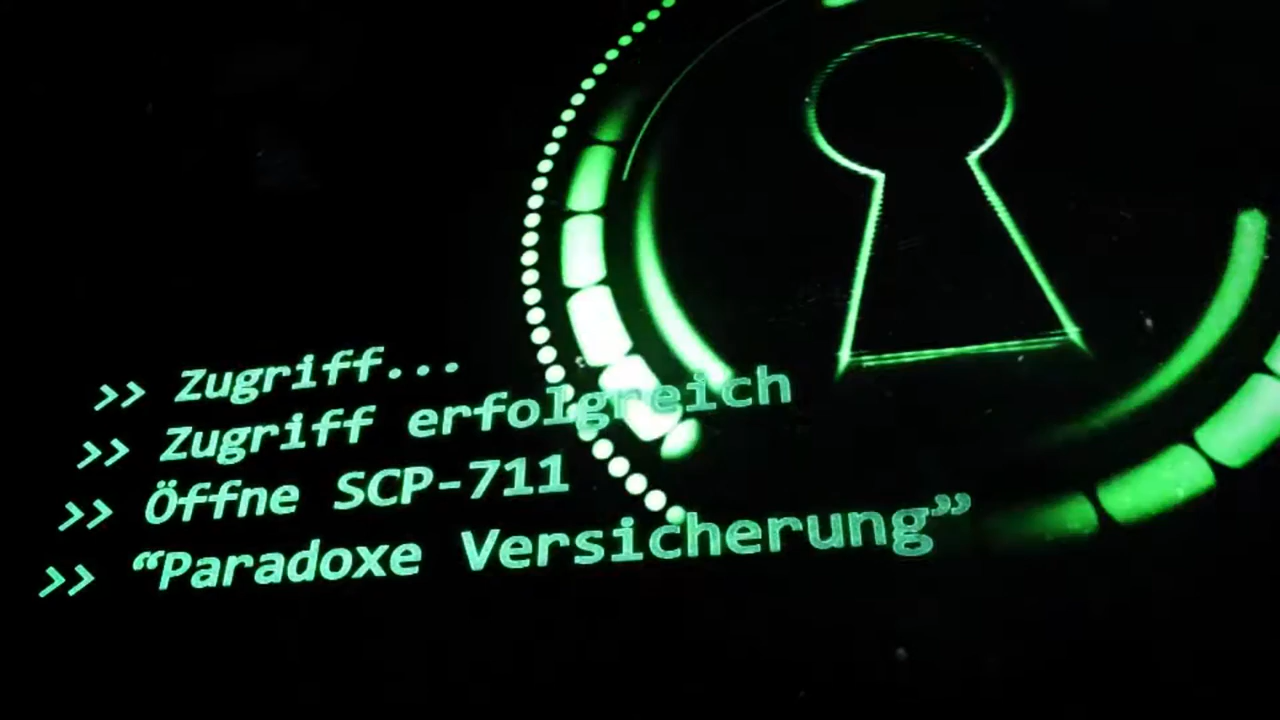 >> Zugriff...
>> Zugriff erfolgreich
>> Öffne SCP-711
>> “Paradoxe Versicherung”